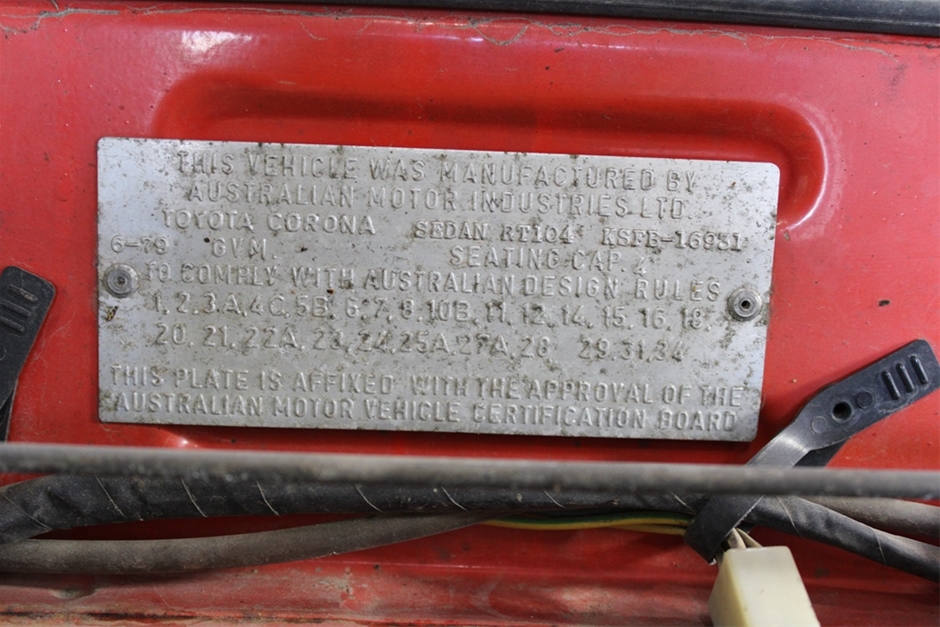 THIS VEHICLE WAS MANUFACTURED BY
AUSTRALIAN MOTOR INDUSTRIES LTD
TOYOTA CORONA SEDAN RT104 KSFB-16931
6-79 GVM. SEATING CAP. 4
TO COMPLY WITH AUSTRALIAN DESIGN RULES
1, 2, 3A, 4C, 5B, 6, 7, 8, 10B, 11, 12, 14, 15, 16, 18,
20, 21, 22A, 23, 24, 25A, 27A, 28, 29, 31, 34
THIS PLATE IS AFFIXED WITH THE APPROVAL OF THE
AUSTRALIAN MOTOR VEHICLE CERTIFICATION BOARD